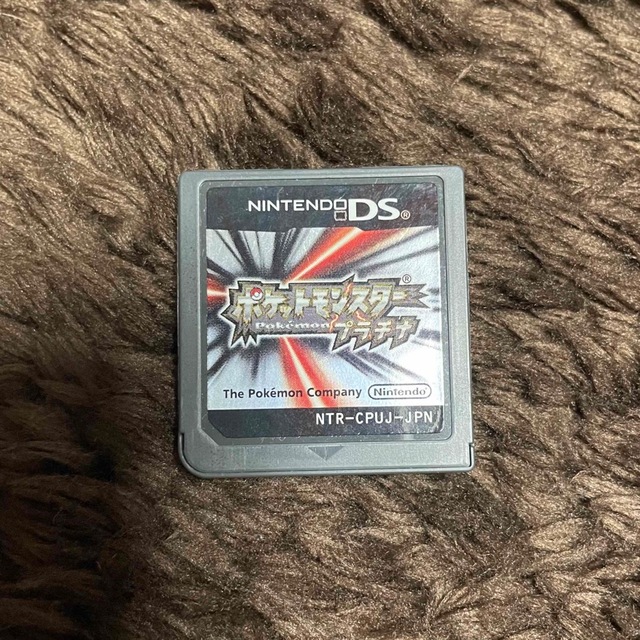 NINTENDO DS®
ポケットモンスター®
Pokémon
プラチナ
The Pokémon Company Nintendo
NTR-CPUJ-JPN